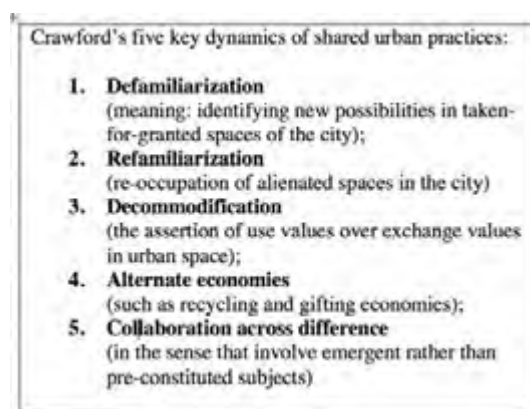 Crawford's five key dynamics of shared urban practices:
1. Defamiliarization
(meaning: identifying new possibilities in taken-
for-granted spaces of the city);
2. Refamiliarization
(re-occupation of alienated spaces in the city)
3. Decommodification
(the assertion of use values over exchange values
in urban space);
4. Alternate economies
(such as recycling and gifting economies);
5. Collaboration across difference
(in the sense that involve emergent rather than
pre-constituted subjects)